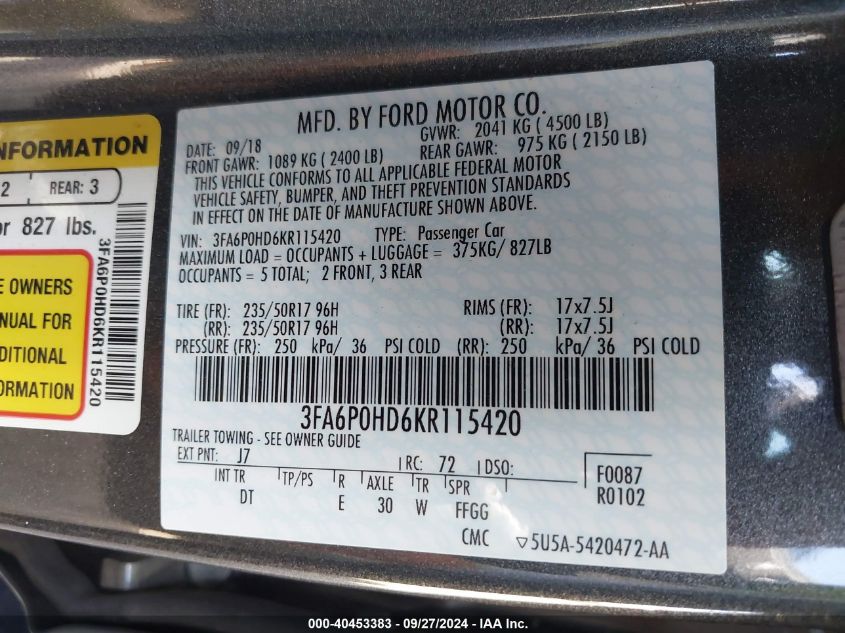 NFORMATION
2 REAR: 3
or 827 lbs.
E OWNERS
NUAL FOR
DITIONAL
ORMATION
3FA6P0HD6KR115420
MFD. BY FORD MOTOR CO.
DATE: 09/18 GVWR: 2041 KG ( 4500 LB)
FRONT GAWR: 1089 KG ( 2400 LB) REAR GAWR: 975 KG ( 2150 LB)
THIS VEHICLE CONFORMS TO ALL APPLICABLE FEDERAL MOTOR
VEHICLE SAFETY, BUMPER, AND THEFT PREVENTION STANDARDS
IN EFFECT ON THE DATE OF MANUFACTURE SHOWN ABOVE.
VIN: 3FA6P0HD6KR115420 TYPE: Passenger Car
MAXIMUM LOAD = OCCUPANTS + LUGGAGE = 375KG/ 827LB
OCCUPANTS = 5 TOTAL; 2 FRONT, 3 REAR
TIRE (FR): 235/50R17 96H RIMS (FR): 17x7.5J
(RR): 235/50R17 96H (RR): 17x7.5J
PRESSURE (FR): 250 kPa/ 36 PSI COLD (RR): 250 kPa/ 36 PSI COLD
3FA6P0HD6KR115420
TRAILER TOWING - SEE OWNER GUIDE
EXT PNT: J7 RC: 72 DSO: F0087
INT TR TP/PS R AXLE TR SPR R0102
DT E 30 W FFGG
CMC ▽5U5A-5420472-AA
000-40453383 - 09/27/2024 - IAA Inc.